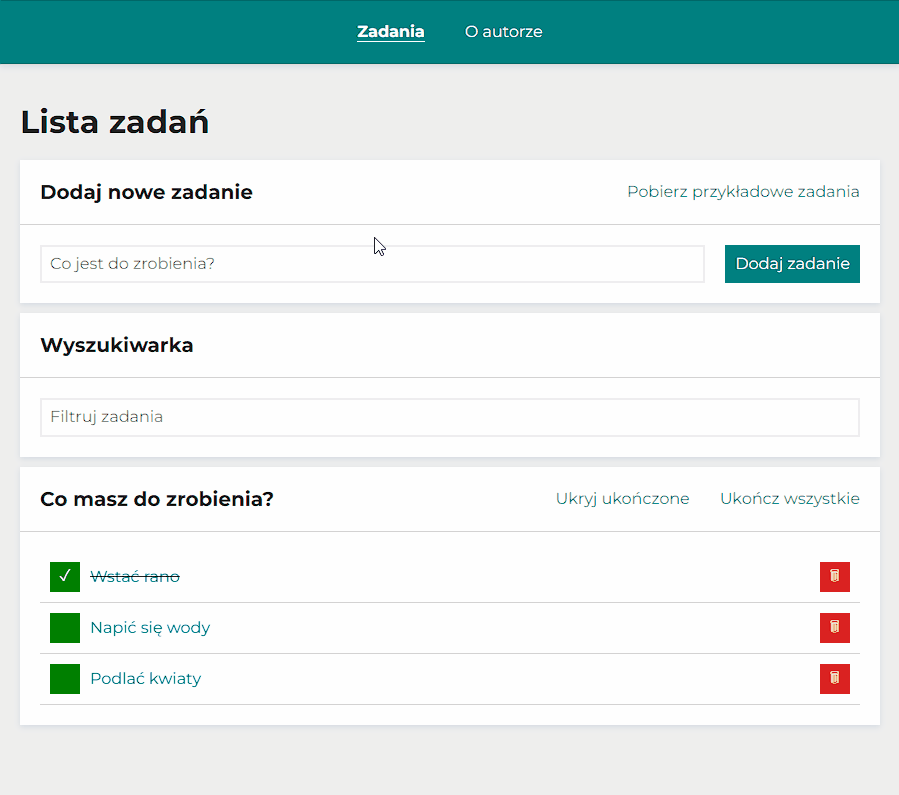 Zadania O autorze
Lista zadań
Dodaj nowe zadanie Pobierz przykładowe zadania
Co jest do zrobienia? Dodaj zadanie
Wyszukiwarka
Filtruj zadania
Co masz do zrobienia? Ukryj ukończone Ukończ wszystkie
Wstać rano
Napić się wody
Podlać kwiaty